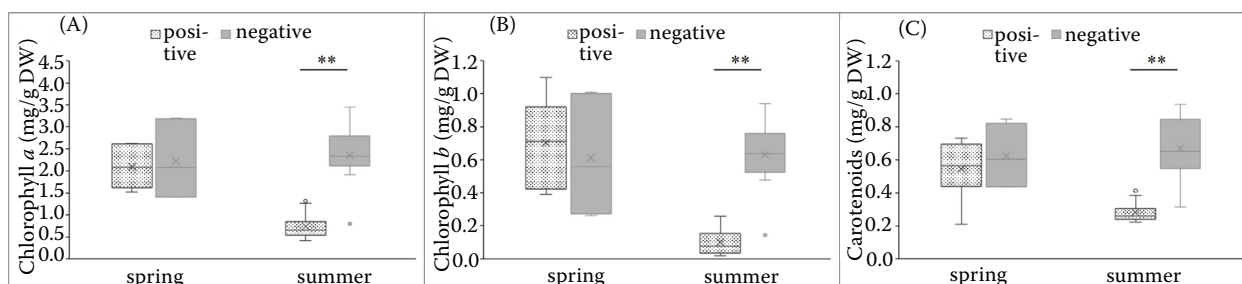 (A)
posi-
tive
negative
Chlorophyll a (mg/g DW)
4.5
4.0
3.5
3.0
2.5
2.0
1.5
1.0
0.5
0.0
**
spring
summer
(B)
posi-
tive
negative
Chlorophyll b (mg/g DW)
1.2
1.0
0.8
0.6
0.4
0.2
0.0
**
spring
summer
(C)
posi-
tive
negative
Carotenoids (mg/g DW)
1.2
1.0
0.8
0.6
0.4
0.2
0.0
**
spring
summer